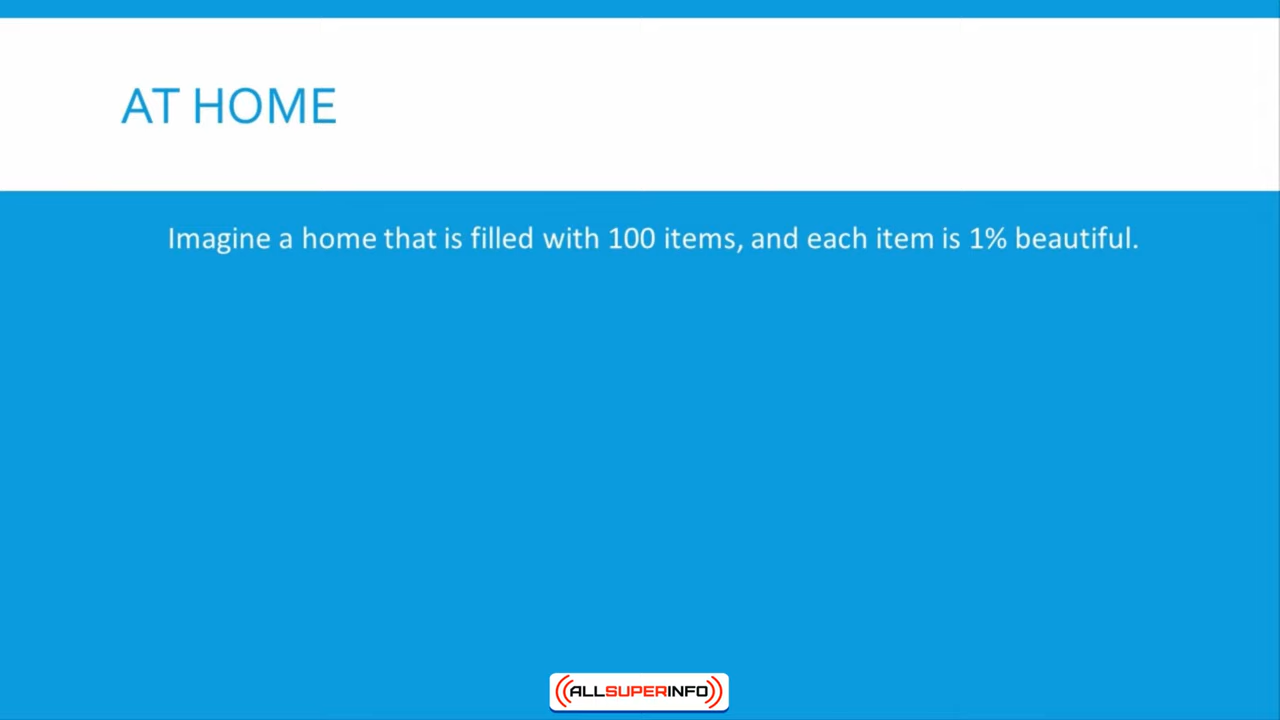 AT HOME
Imagine a home that is filled with 100 items, and each item is 1% beautiful.
ALLSUPERINFO